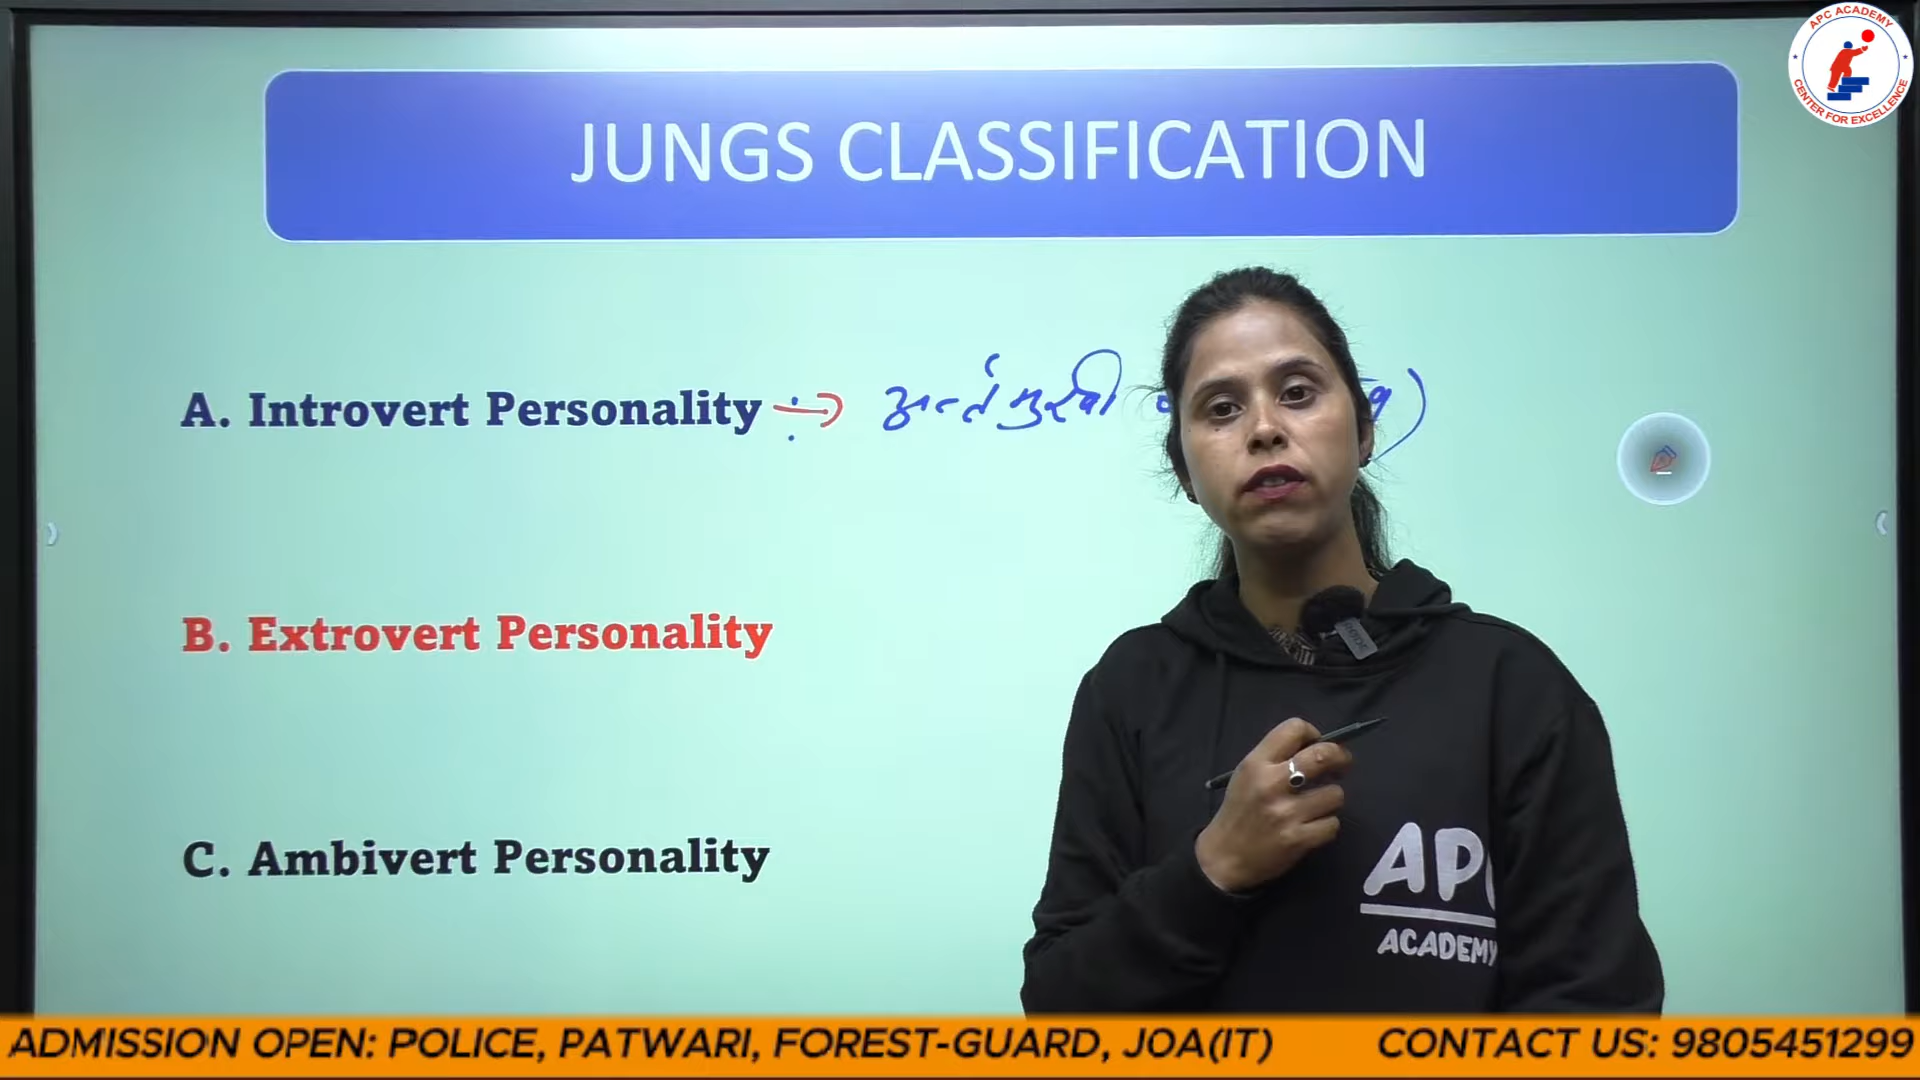 APC ACADEMY
CENTER FOR EXCELLENCE
JUNGS CLASSIFICATION
A. Introvert Personality → अन्तर्मुखी
B. Extrovert Personality
C. Ambivert Personality
APC
ACADEMY
ADMISSION OPEN: POLICE, PATWARI, FOREST-GUARD, JOA(IT) CONTACT US: 9805451299